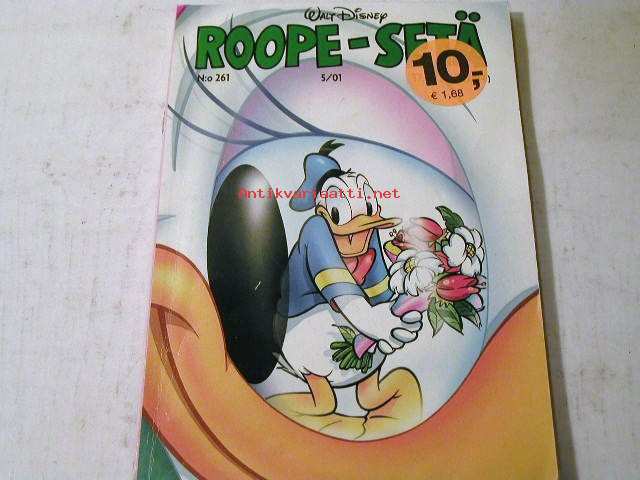 WALT DISNEY
ROOPE-SETÄ
N:o 261 5/01
10,-
€ 1,68
Antikvariaatti.net